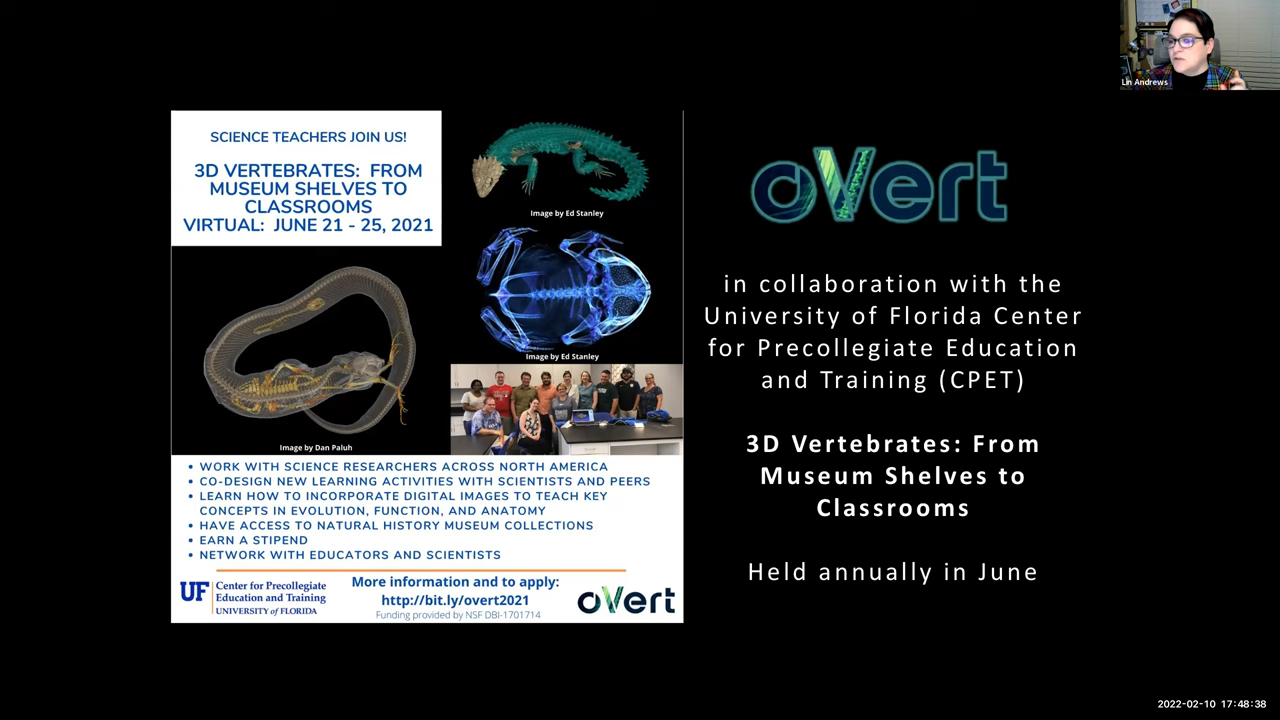 Lin Andrews
SCIENCE TEACHERS JOIN US!
3D VERTEBRATES: FROM
MUSEUM SHELVES TO
CLASSROOMS
VIRTUAL: JUNE 21 - 25, 2021
Image by Ed Stanley
Image by Ed Stanley
Image by Dan Paluh
• WORK WITH SCIENCE RESEARCHERS ACROSS NORTH AMERICA
• CO-DESIGN NEW LEARNING ACTIVITIES WITH SCIENTISTS AND PEERS
• LEARN HOW TO INCORPORATE DIGITAL IMAGES TO TEACH KEY
CONCEPTS IN EVOLUTION, FUNCTION, AND ANATOMY
• HAVE ACCESS TO NATURAL HISTORY MUSEUM COLLECTIONS
• EARN A STIPEND
• NETWORK WITH EDUCATORS AND SCIENTISTS
UF Center for Precollegiate
Education and Training
UNIVERSITY of FLORIDA
More information and to apply:
http://bit.ly/overt2021
Funding provided by NSF DBI-1701714
oVert
oVert
in collaboration with the
University of Florida Center
for Precollegiate Education
and Training (CPET)
3D Vertebrates: From
Museum Shelves to
Classrooms
Held annually in June
2022-02-10 17:48:38